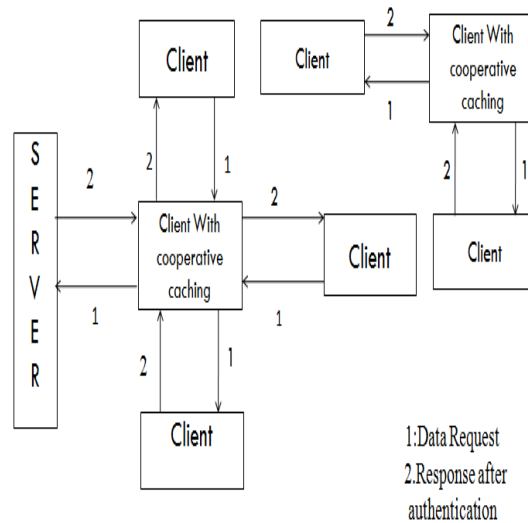 Client
2
Client
1
Client With
cooperative
caching
2
1
2
1
Client
S
E
R
V
E
R
2
1
Client With
cooperative
caching
2
1
Client
2
1
Client
1:Data Request
2.Response after
authentication